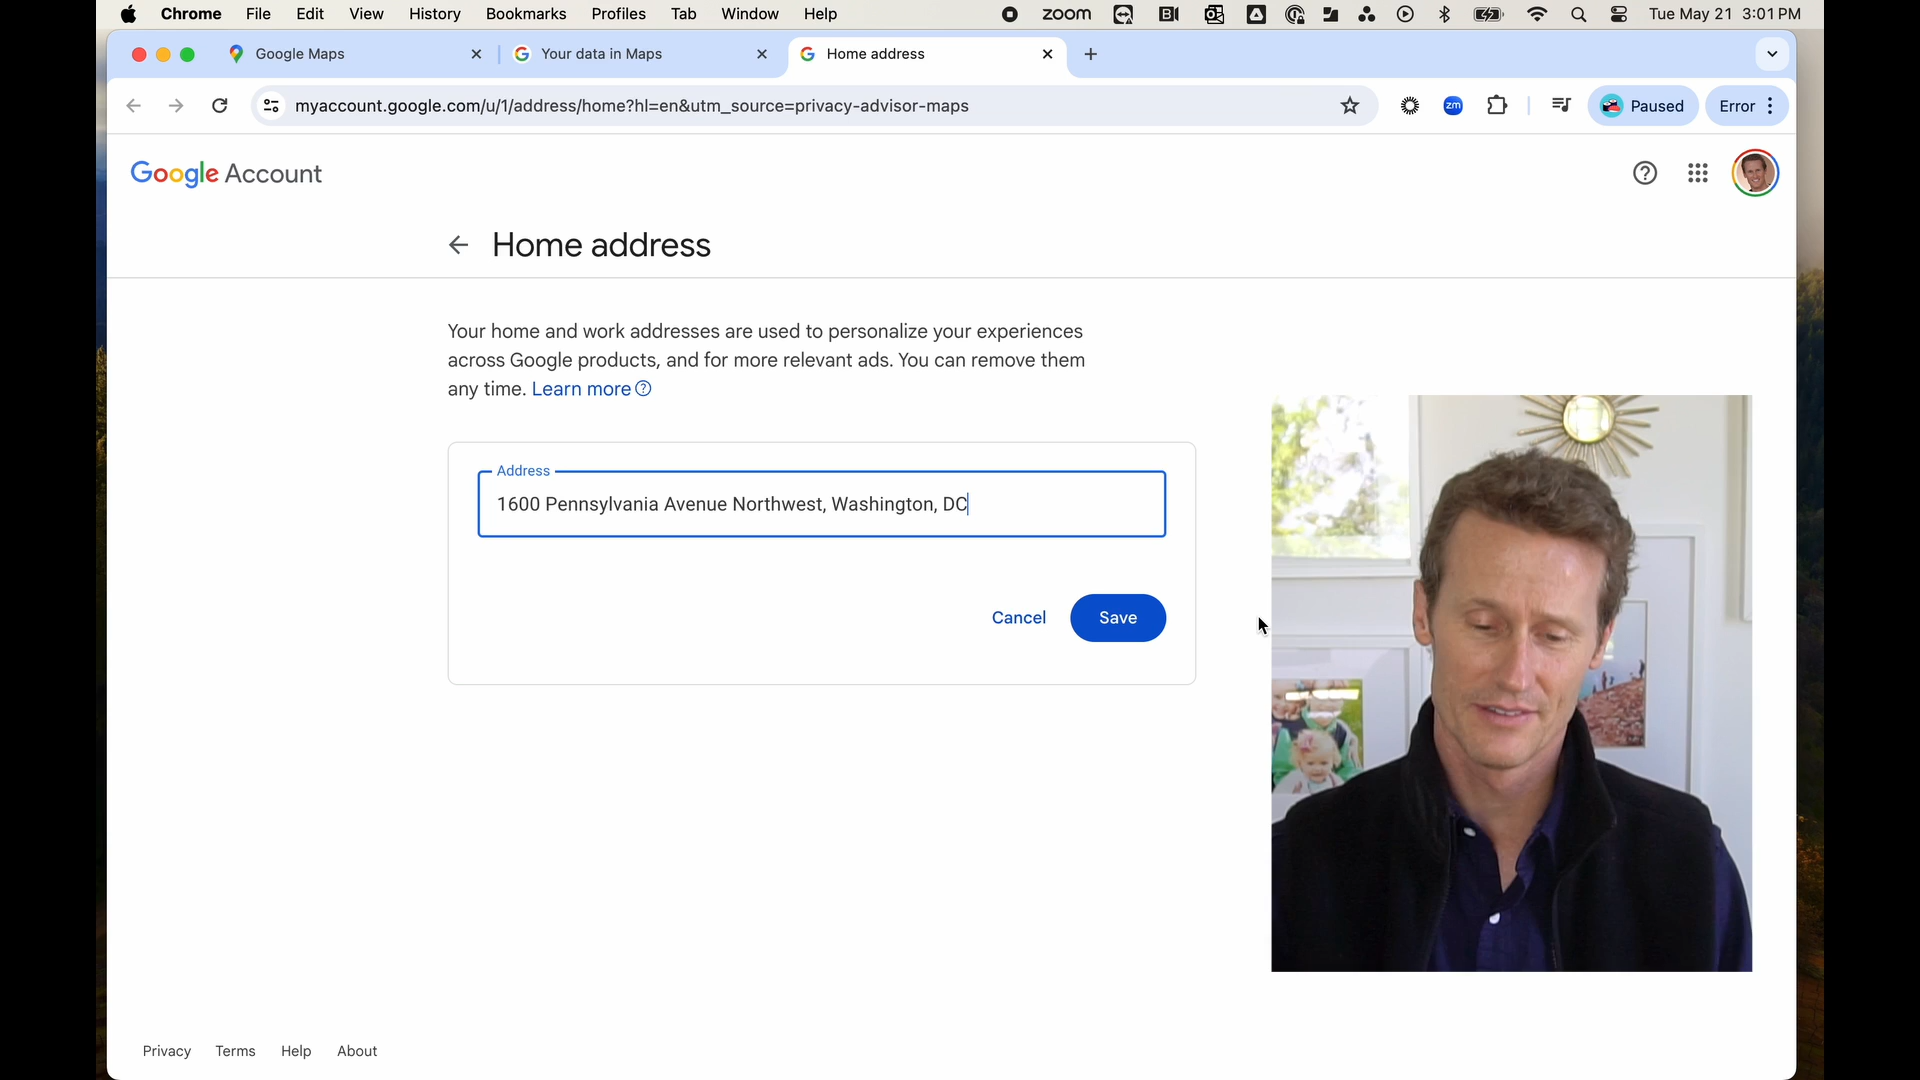 Chrome File Edit View History Bookmarks Profiles Tab Window Help zoom Tue May 21 3:01 PM
Google Maps Your data in Maps Home address
myaccount.google.com/u/1/address/home?hl=en&utm_source=privacy-advisor-maps zm Paused Error
Google Account
Home address
Your home and work addresses are used to personalize your experiences
across Google products, and for more relevant ads. You can remove them
any time. Learn more
Address
1600 Pennsylvania Avenue Northwest, Washington, DC
Cancel Save
Privacy Terms Help About